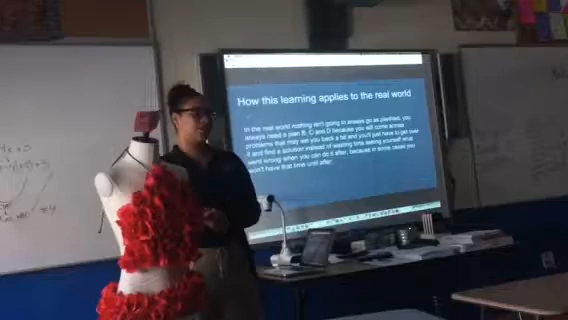 How this learning applies to the real world
In the real world nothing isn't going to always go as planned, you
always need a plan B, C and D because you will come across
problems that may set you back a bit and you'll just have to get over
it and find a solution instead of wasting time asking yourself what
went wrong when you can do it after, because in some cases you
won't have that time until after.